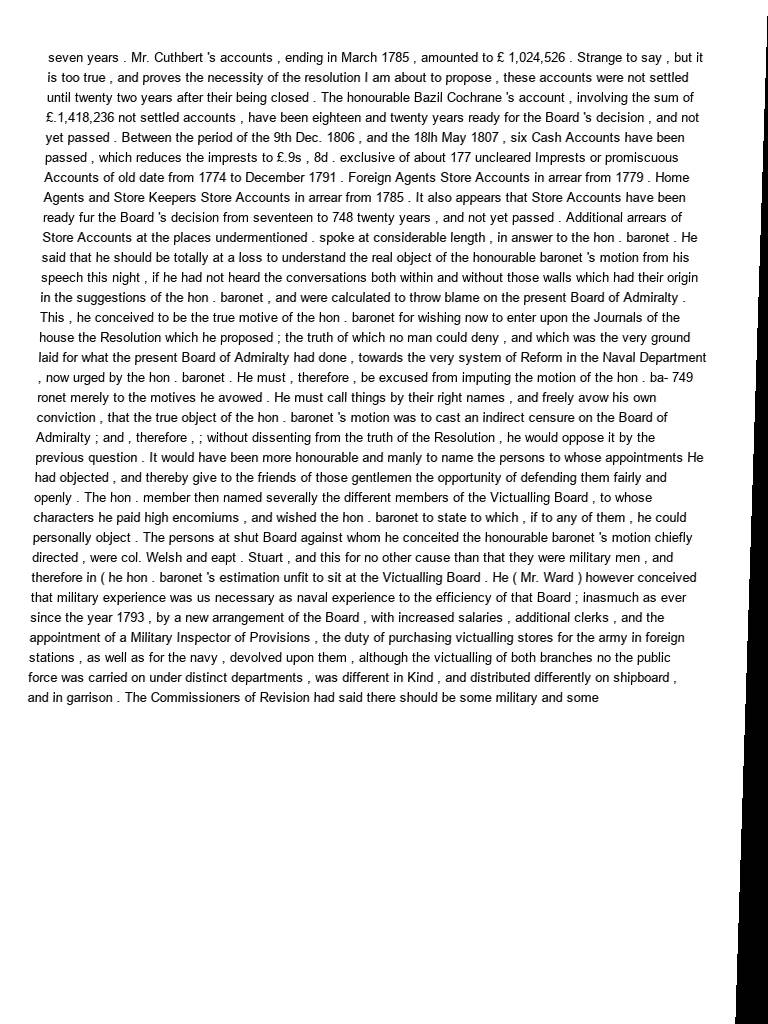 seven years . Mr. Cuthbert 's accounts , ending in March 1785 , amounted to £ 1,024,526 . Strange to say , but it
is too true , and proves the necessity of the resolution I am about to propose , these accounts were not settled
until twenty two years after their being closed . The honourable Bazil Cochrane 's account , involving the sum of
£.1,418,236 not settled accounts , have been eighteen and twenty years ready for the Board 's decision , and not
yet passed . Between the period of the 9th Dec. 1806 , and the 18lh May 1807 , six Cash Accounts have been
passed , which reduces the imprests to £.9s , 8d . exclusive of about 177 uncleared Imprests or promiscuous
Accounts of old date from 1774 to December 1791 . Foreign Agents Store Accounts in arrear from 1779 . Home
Agents and Store Keepers Store Accounts in arrear from 1785 . It also appears that Store Accounts have been
ready fur the Board 's decision from seventeen to 748 twenty years , and not yet passed . Additional arrears of
Store Accounts at the places undermentioned . spoke at considerable length , in answer to the hon . baronet . He
said that he should be totally at a loss to understand the real object of the honourable baronet 's motion from his
speech this night , if he had not heard the conversations both within and without those walls which had their origin
in the suggestions of the hon . baronet , and were calculated to throw blame on the present Board of Admiralty .
This , he conceived to be the true motive of the hon . baronet for wishing now to enter upon the Journals of the
house the Resolution which he proposed ; the truth of which no man could deny , and which was the very ground
laid for what the present Board of Admiralty had done , towards the very system of Reform in the Naval Department
, now urged by the hon . baronet . He must , therefore , be excused from imputing the motion of the hon . ba- 749
ronet merely to the motives he avowed . He must call things by their right names , and freely avow his own
conviction , that the true object of the hon . baronet 's motion was to cast an indirect censure on the Board of
Admiralty ; and , therefore , ; without dissenting from the truth of the Resolution , he would oppose it by the
previous question . It would have been more honourable and manly to name the persons to whose appointments He
had objected , and thereby give to the friends of those gentlemen the opportunity of defending them fairly and
openly . The hon . member then named severally the different members of the Victualling Board , to whose
characters he paid high encomiums , and wished the hon . baronet to state to which , if to any of them , he could
personally object . The persons at shut Board against whom he conceited the honourable baronet 's motion chiefly
directed , were col. Welsh and eapt . Stuart , and this for no other cause than that they were military men , and
therefore in ( he hon . baronet 's estimation unfit to sit at the Victualling Board . He ( Mr. Ward ) however conceived
that military experience was us necessary as naval experience to the efficiency of that Board ; inasmuch as ever
since the year 1793 , by a new arrangement of the Board , with increased salaries , additional clerks , and the
appointment of a Military Inspector of Provisions , the duty of purchasing victualling stores for the army in foreign
stations , as well as for the navy , devolved upon them , although the victualling of both branches no the public
force was carried on under distinct departments , was different in Kind , and distributed differently on shipboard ,
and in garrison . The Commissioners of Revision had said there should be some military and some